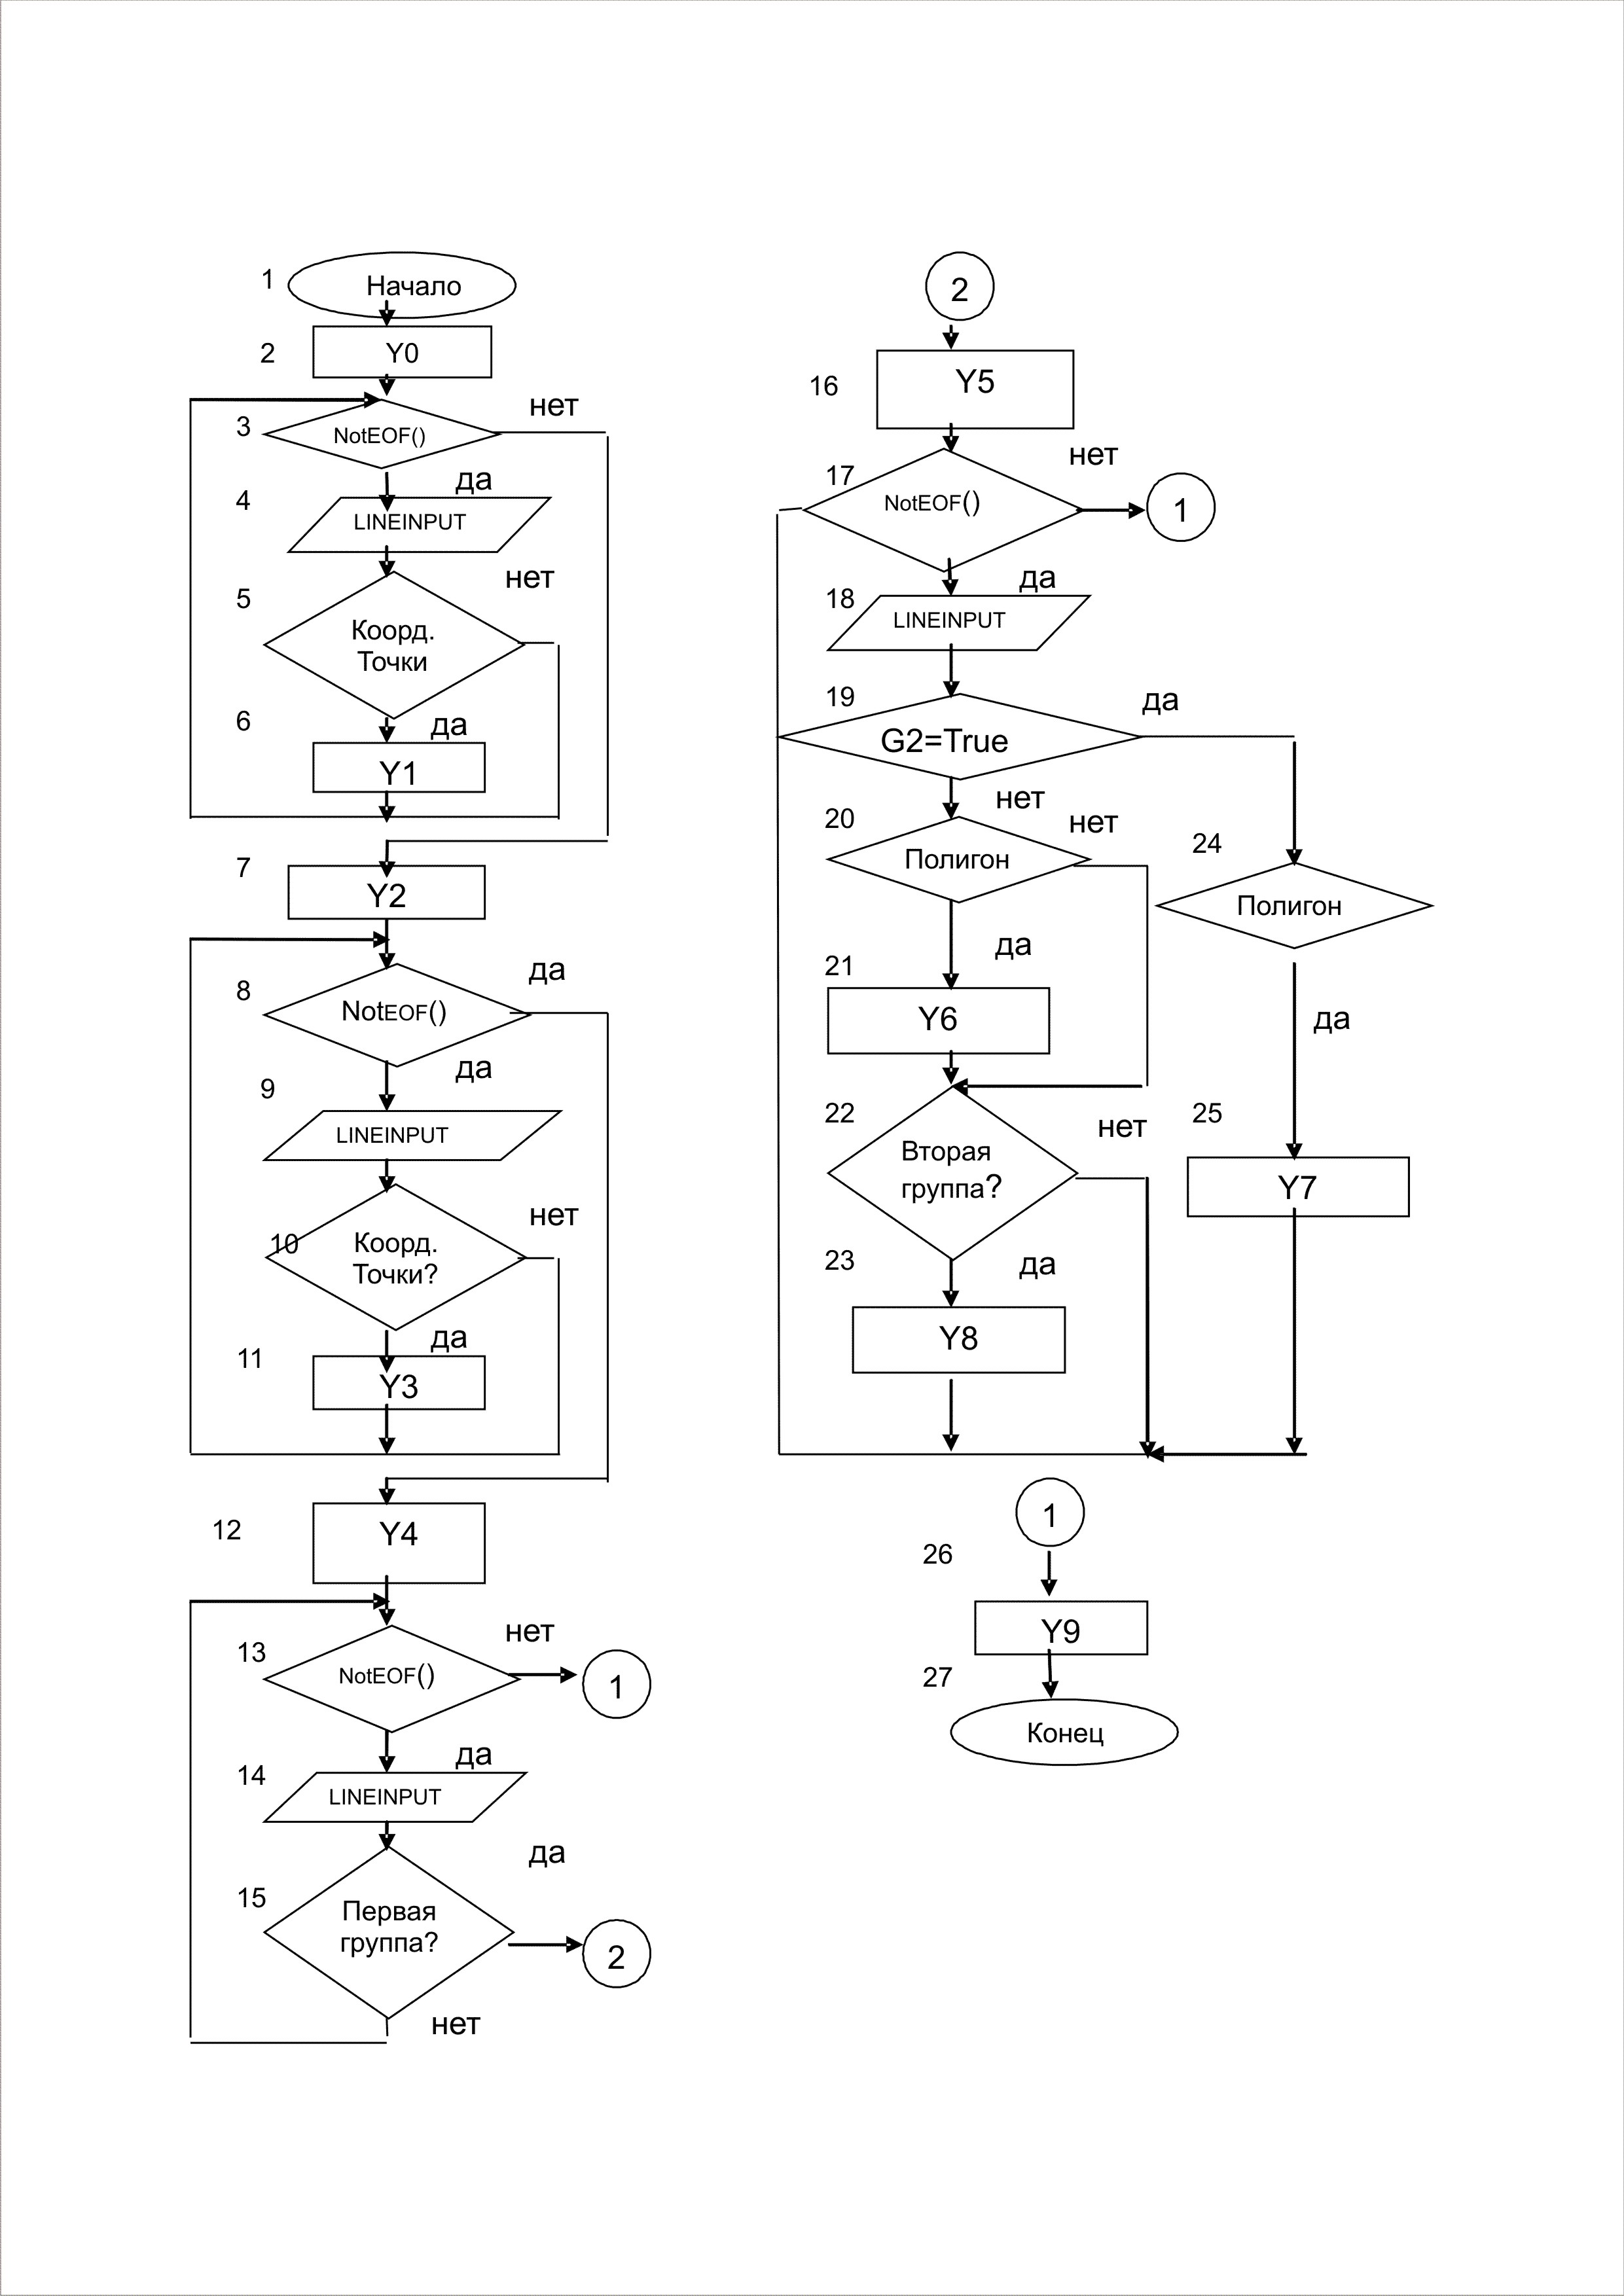 1
Начало
2
Y0
нет
3
NotEOF()
да
4
LINEINPUT
нет
5
Коорд.
Точки
6
да
Y1
7
Y2
да
8
NotEOF()
да
9
LINEINPUT
нет
10
Коорд.
Точки?
да
11
Y3
12
Y4
нет
13
NotEOF()
1
да
14
LINEINPUT
да
15
Первая
группа?
2
нет
2
16
Y5
нет
17
NotEOF()
1
да
18
LINEINPUT
19
да
G2=True
нет
20
нет
Полигон
24
Полигон
да
21
Y6
да
22
нет
25
Вторая
группа?
Y7
23
да
Y8
1
26
Y9
27
Конец